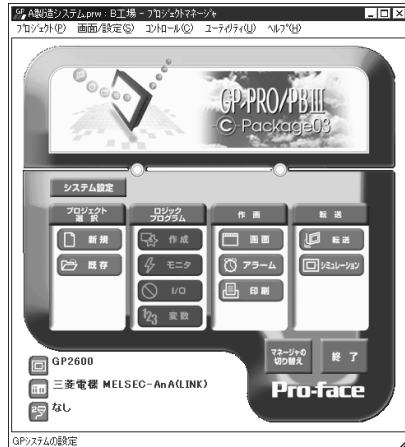 A製造システム.prw : B工場 - プロジェクトマネージャ
プロジェクト(P) 画面/設定(S) コントロール(C) ユーティリティ(U) ヘルプ(H)
GP-PRO/PBⅢ
C-Package03
システム設定
プロジェクト選択
ロジックプログラム
作画
転送
新規
作成
画面
転送
既存
モニタ
アラーム
シミュレーション
I/O
印刷
123
変数
マネージャの切り替え
終了
GP2600
三菱電機 MELSEC-AnA(LINK)
なし
Pro-face
GPシステムの設定